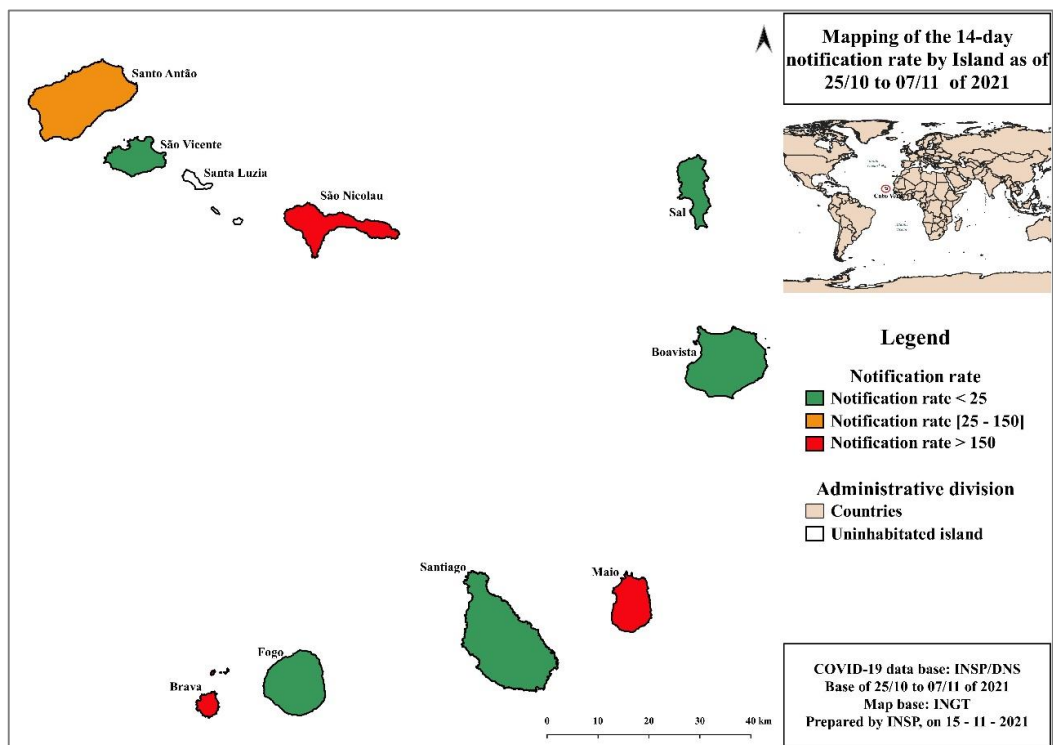 Mapping of the 14-day
notification rate by Island as of
25/10 to 07/11 of 2021
Santo Antão
São Vicente
Santa Luzia
São Nicolau
Sal
Boavista
Santiago
Maio
Fogo
Brava
Cabo
Legend
Notification rate
Notification rate < 25
Notification rate [25 - 150]
Notification rate > 150
Administrative division
Countries
Uninhabitated island
0 10 20 30 40 km
COVID-19 data base: INSP/DNS
Base of 25/10 to 07/11 of 2021
Map base: INGT
Prepared by INSP, on 15 - 11 - 2021